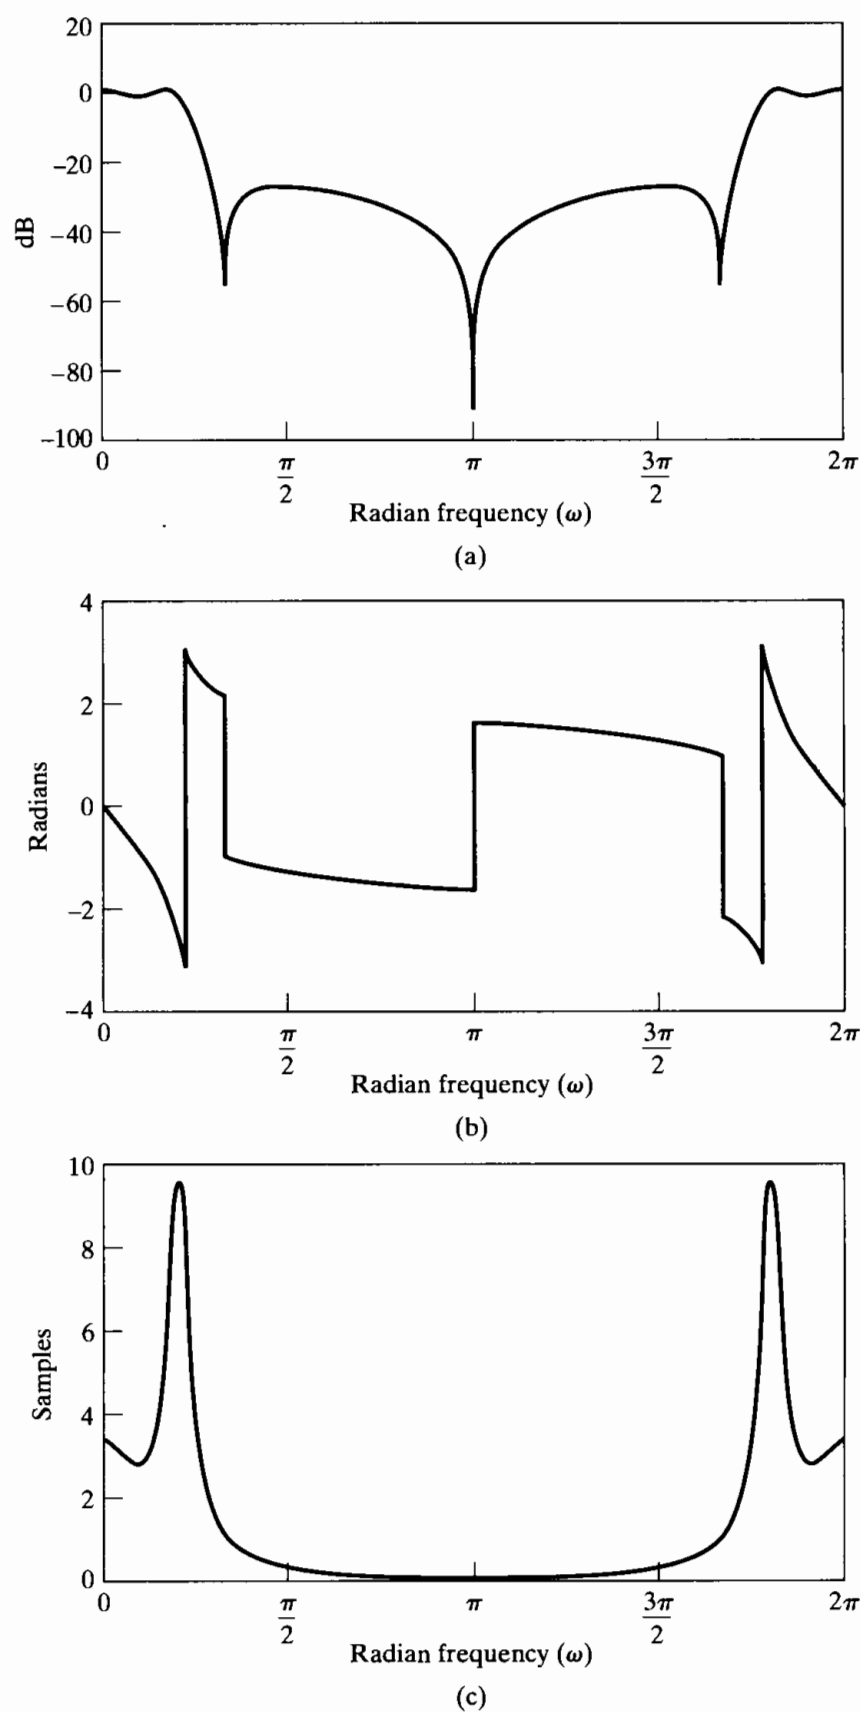 20
0
−20
dB
−40
−60
−80
−100
0
π/2
π
3π/2
2π
Radian frequency (ω)
(a)
4
2
Radians
0
−2
−4
0
π/2
π
3π/2
2π
Radian frequency (ω)
(b)
10
8
6
Samples
4
2
0
0
π/2
π
3π/2
2π
Radian frequency (ω)
(c)